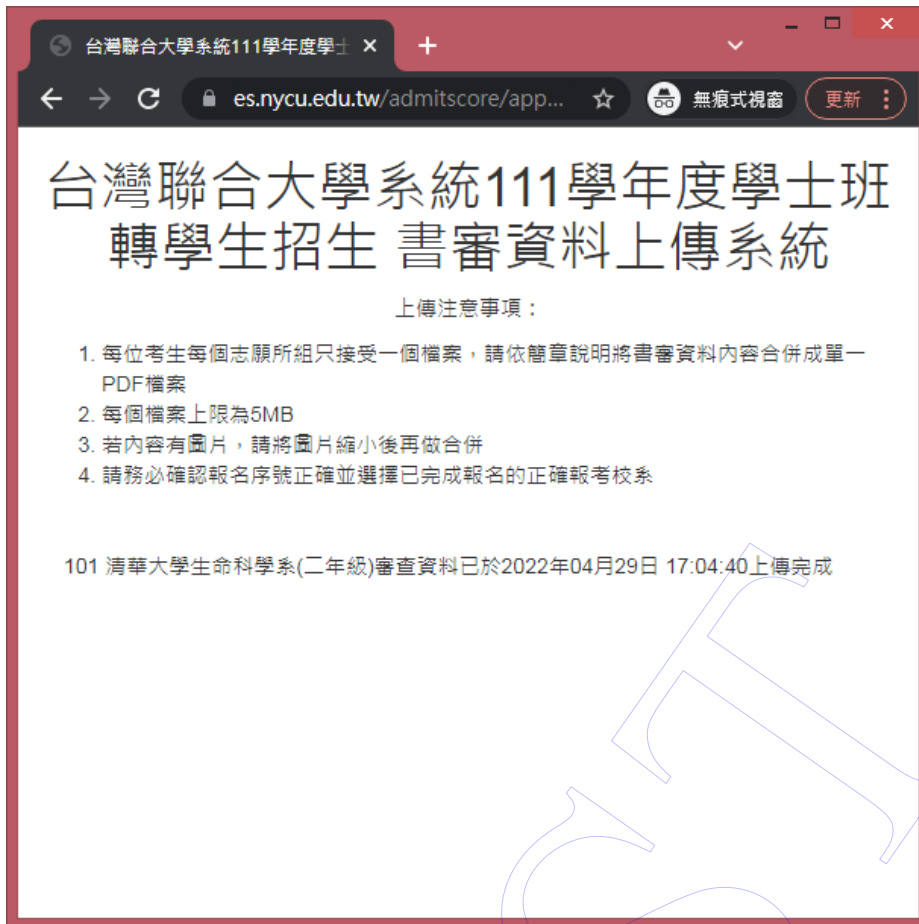 台灣聯合大學系統111學年度學士
es.nycu.edu.tw/admitscore/app...
無痕式視窗
更新
台灣聯合大學系統111學年度學士班
轉學生招生 書審資料上傳系統
上傳注意事項：
1. 每位考生每個志願所組只接受一個檔案，請依簡章說明將書審資料內容合併成單一
PDF檔案
2. 每個檔案上限為5MB
3. 若內容有圖片，請將圖片縮小後再做合併
4. 請務必確認報名序號正確並選擇已完成報名的正確報考校系
101 清華大學生命科學系(二年級)審查資料已於2022年04月29日 17:04:40上傳完成